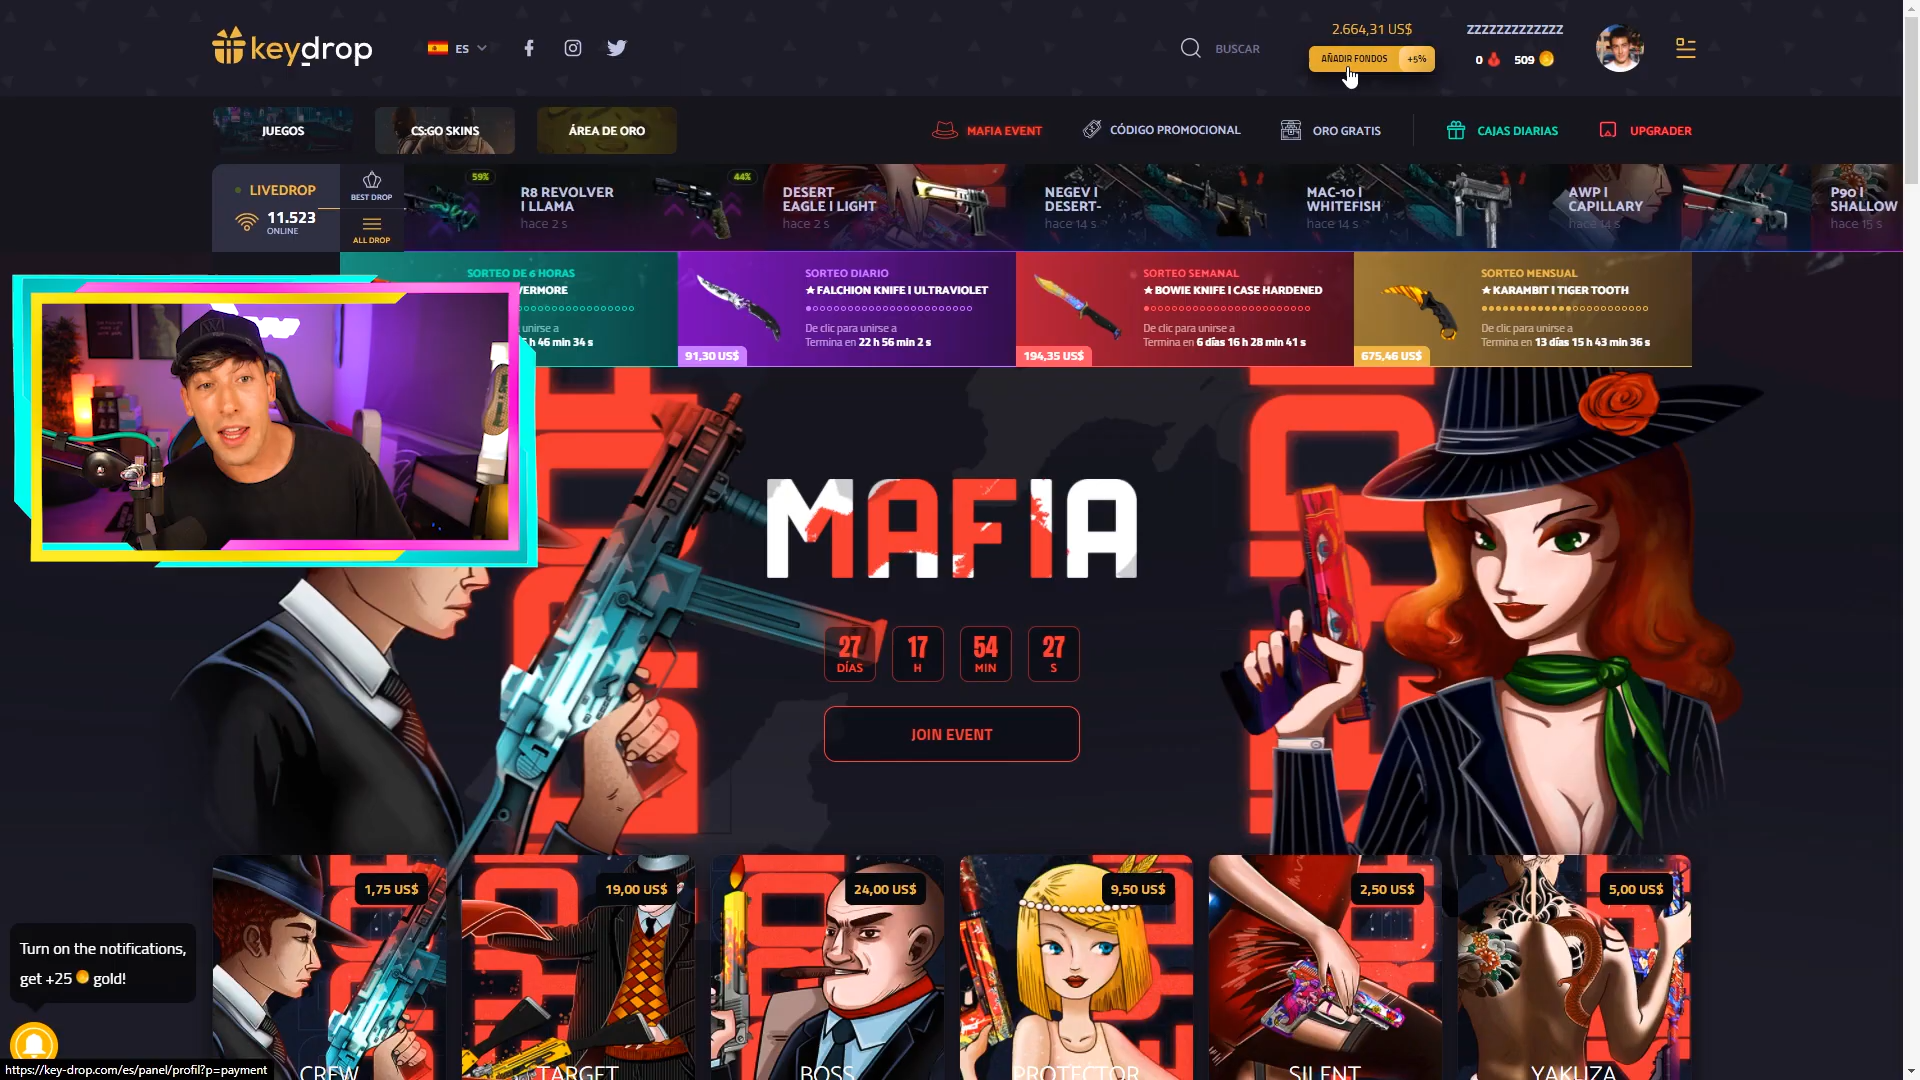 keydrop
ES
BUSCAR
2.664,31 US$
AÑADIR FONDOS
+5%
ZZZZZZZZZZZZZ
0
509
JUEGOS
CS:GO SKINS
ÁREA DE ORO
MAFIA EVENT
CÓDIGO PROMOCIONAL
ORO GRATIS
CAJAS DIARIAS
UPGRADER
LIVEDROP
11.523
ONLINE
BEST DROP
ALL DROP
59%
R8 REVOLVER
| LLAMA
hace 2 s
44%
DESERT
EAGLE | LIGHT
hace 2 s
NEGEV |
DESERT-
hace 14 s
MAC-10 |
WHITEFISH
hace 14 s
AWP |
CAPILLARY
hace 14 s
P90 |
SHALLOW
hace 15 s
SORTEO DE 6 HORAS
VERMORE
unirse a
h 46 min 34 s
SORTEO DIARIO
★ FALCHION KNIFE | ULTRAVIOLET
De clic para unirse a
Termina en 22 h 56 min 2 s
91,30 US$
SORTEO SEMANAL
★ BOWIE KNIFE | CASE HARDENED
De clic para unirse a
Termina en 6 días 16 h 28 min 41 s
194,35 US$
SORTEO MENSUAL
★ KARAMBIT | TIGER TOOTH
De clic para unirse a
Termina en 13 días 15 h 43 min 36 s
675,46 US$
MAFIA
27
DÍAS
17
H
54
MIN
27
S
JOIN EVENT
1,75 US$
19,00 US$
24,00 US$
9,50 US$
2,50 US$
5,00 US$
CREW
TARGET
BOSS
PROTECTOR
SILENT
YAKUZA
Turn on the notifications,
get +25 gold!
https://key-drop.com/es/panel/profil?p=payment